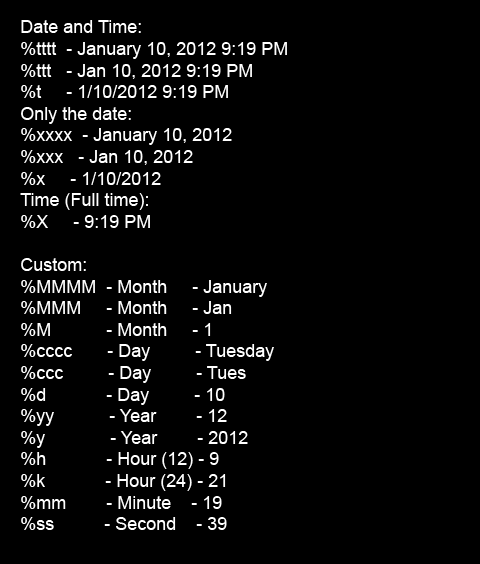 Date and Time:
%tttt - January 10, 2012 9:19 PM
%ttt - Jan 10, 2012 9:19 PM
%t - 1/10/2012 9:19 PM
Only the date:
%xxxx - January 10, 2012
%xxx - Jan 10, 2012
%x - 1/10/2012
Time (Full time):
%X - 9:19 PM
Custom:
%MMMM - Month - January
%MMM - Month - Jan
%M - Month - 1
%cccc - Day - Tuesday
%ccc - Day - Tues
%d - Day - 10
%yy - Year - 12
%y - Year - 2012
%h - Hour (12) - 9
%k - Hour (24) - 21
%mm - Minute - 19
%ss - Second - 39